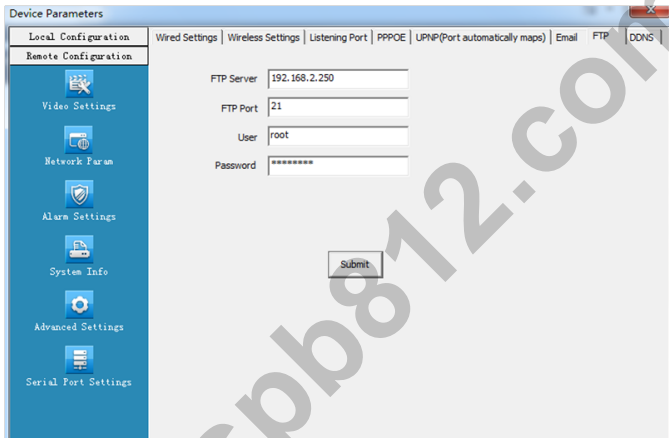 Device Parameters
Local Configuration
Remote Configuration
Video Settings
Network Param
Alarm Settings
System Info
Advanced Settings
Serial Port Settings
Wired Settings | Wireless Settings | Listening Port | PPPOE | UPNP(Port automatically maps) | Email | FTP | DDNS |
FTP Server 192.168.2.250
FTP Port 21
User root
Password ********
Submit
spb812.com